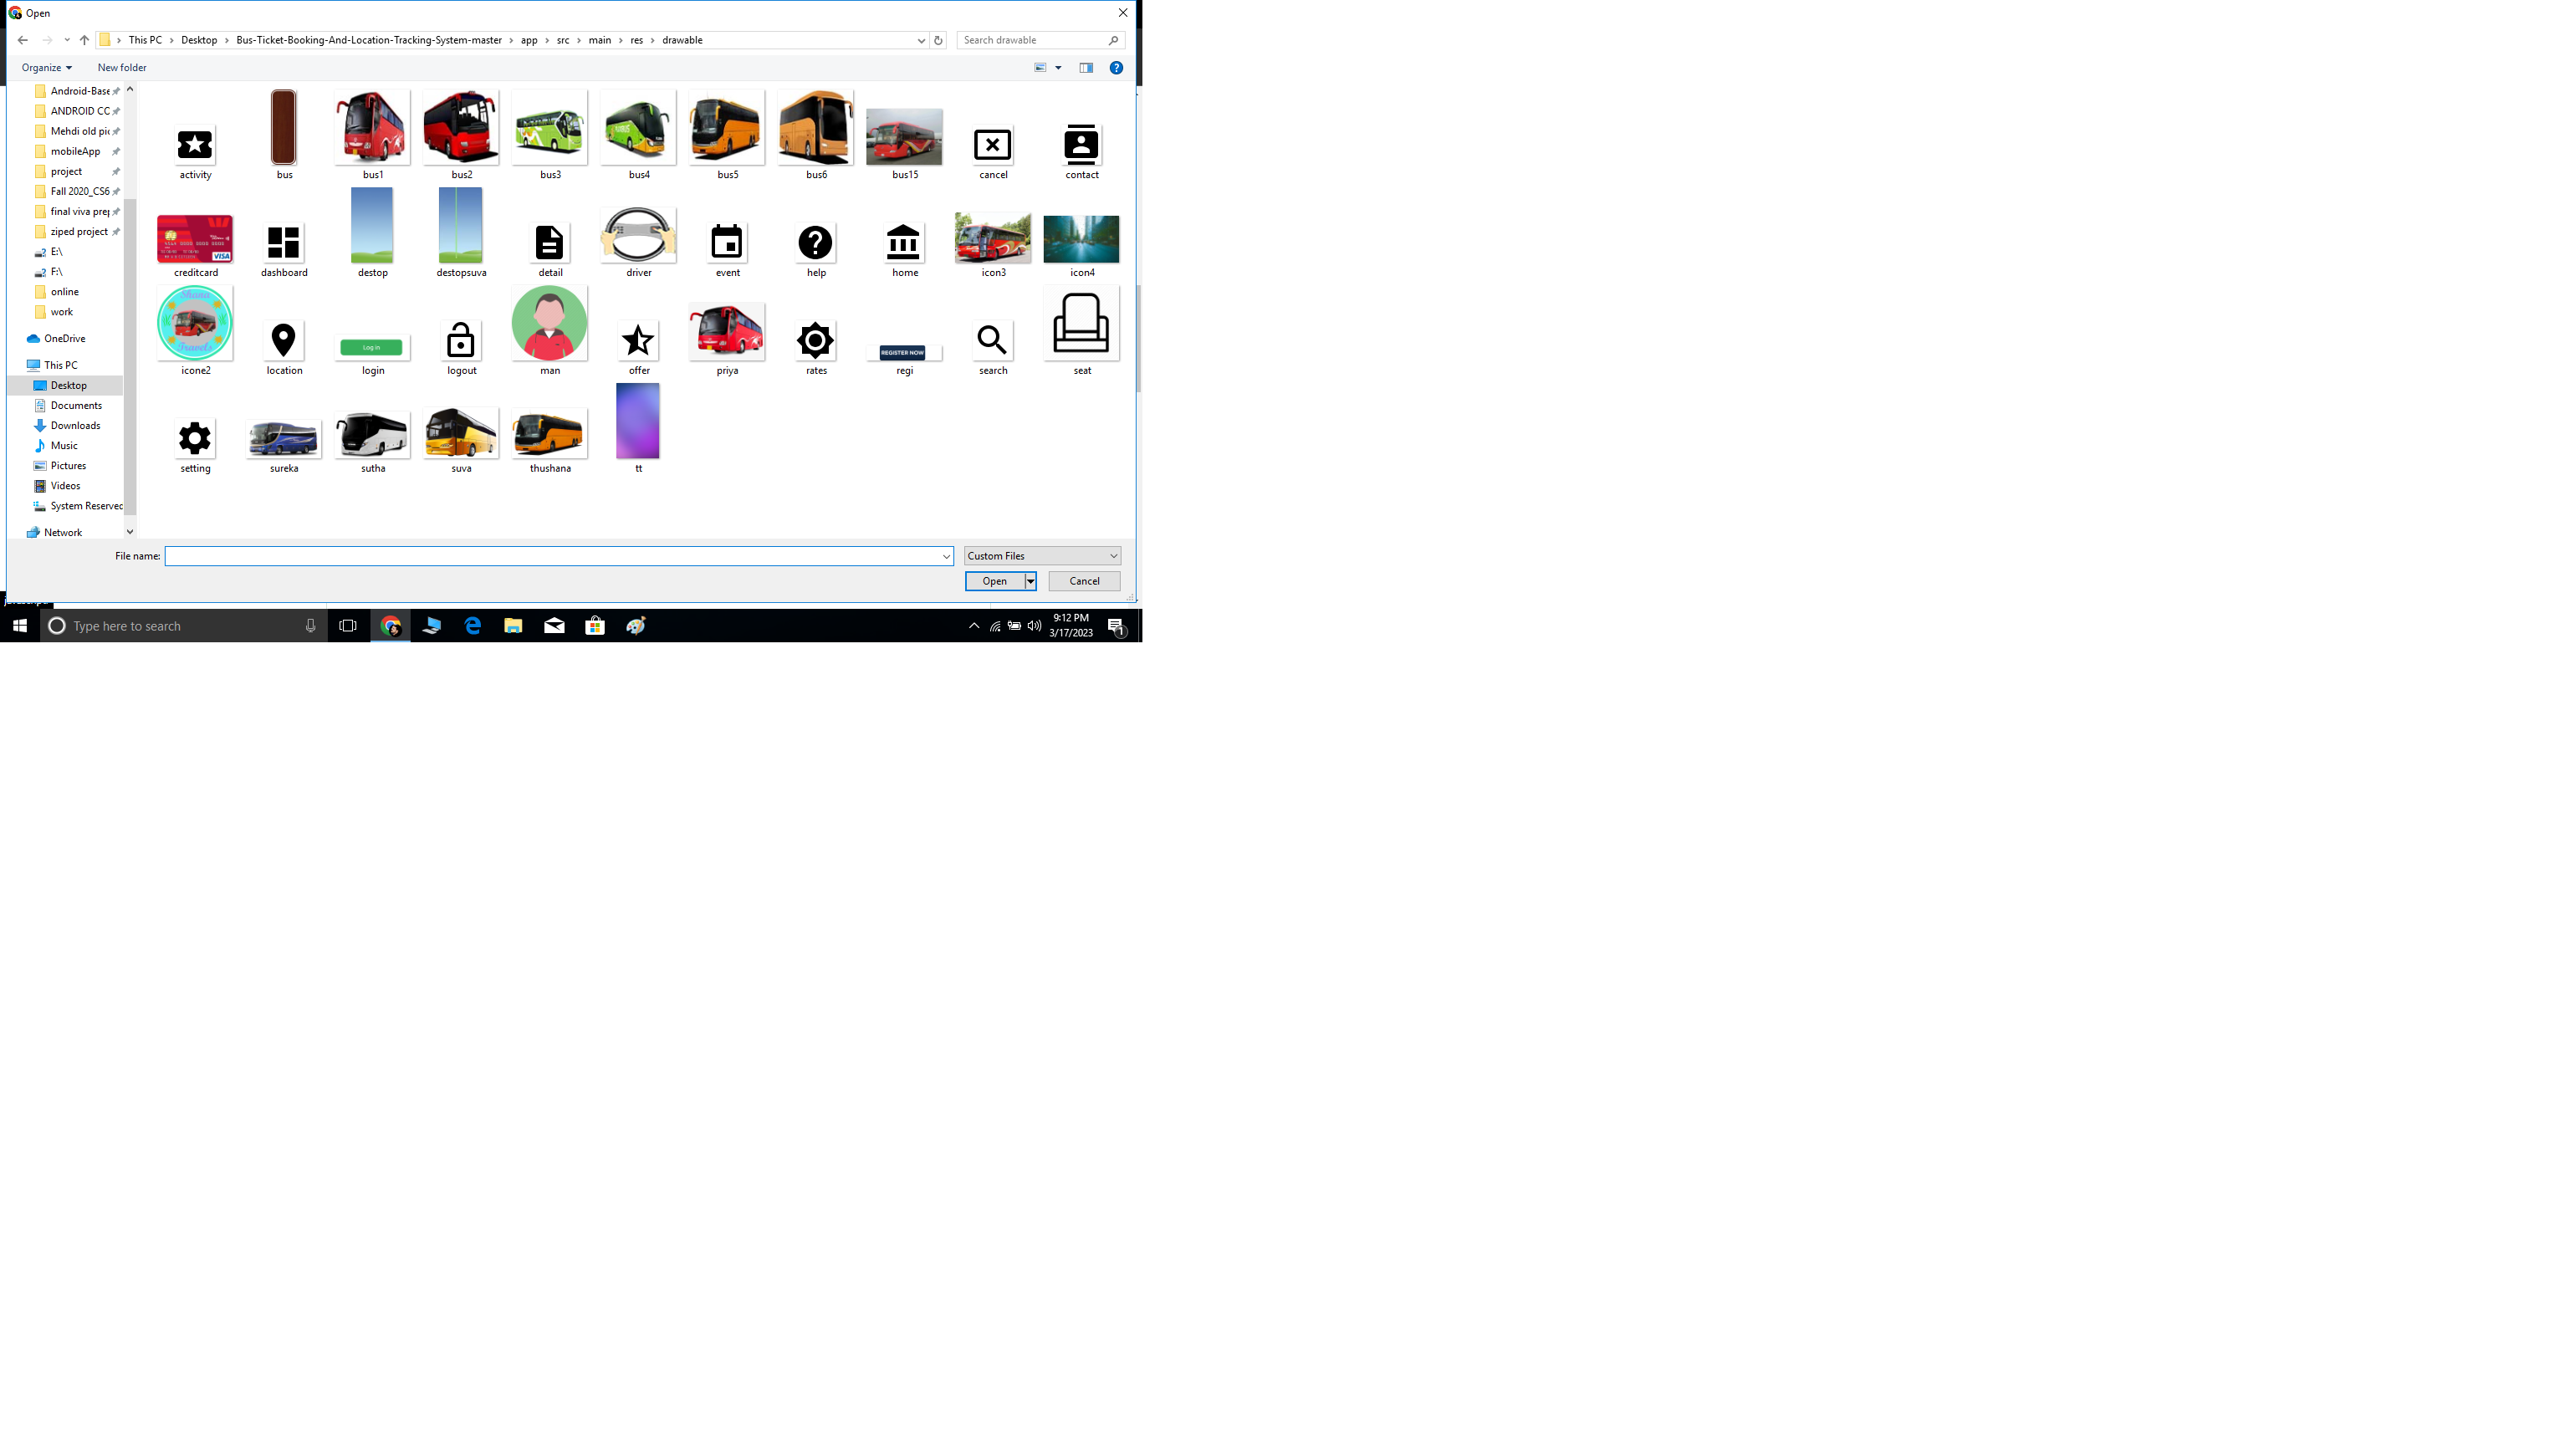 Open
This PC
Desktop
Bus-Ticket-Booking-And-Location-Tracking-System-master
app
src
main
res
drawable
Search drawable
Organize
New folder
Android-Base
ANDROID CC
Mehdi old pic
mobileApp
project
Fall 2020_CS6
final viva prep
ziped project
E:\
F:\
online
work
OneDrive
This PC
Desktop
Documents
Downloads
Music
Pictures
Videos
System Reserved
Network
activity
bus
bus1
bus2
bus3
bus4
bus5
bus6
bus15
cancel
contact
VISA
creditcard
dashboard
destop
destopsuva
detail
driver
event
help
home
icon3
icon4
Travels
Log in
REGISTER NOW
icone2
location
login
logout
man
offer
priya
rates
regi
search
seat
setting
sureka
sutha
suva
thushana
tt
File name:
Custom Files
Open
Cancel
Type here to search
9:12 PM
3/17/2023
1